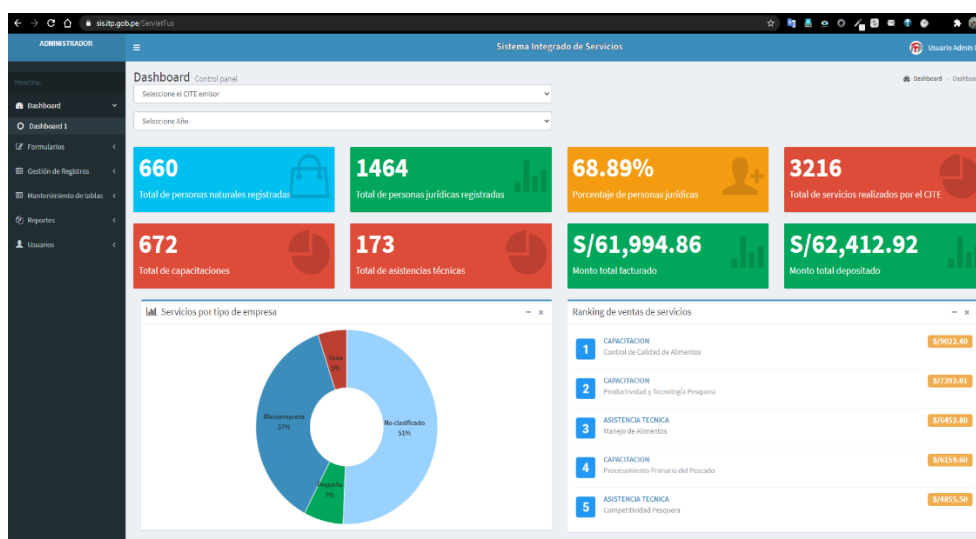 sis.itp.gob.pe/ServletFus
ADMINISTRADOR
Sistema Integrado de Servicios
Usuario Admin
PRINCIPAL
Dashboard
Dashboard 1
Formularios
Gestión de Registros
Mantenimiento de tablas
Reportes
Usuarios
Dashboard Control panel
Dashboard > Dashboa
Seleccione el CITE emisor
Seleccione Año
660
Total de personas naturales registradas
1464
Total de personas jurídicas registradas
68.89%
Porcentaje de personas jurídicas
3216
Total de servicios realizados por el CITE
672
Total de capacitaciones
173
Total de asistencias técnicas
S/61,994.86
Monto total facturado
S/62,412.92
Monto total depositado
Servicios por tipo de empresa
No clasificado
51%
Microempresa
37%
Pequeña
7%
Gran
5%
Ranking de ventas de servicios
1
CAPACITACION
Control de Calidad de Alimentos
S/9022.40
2
CAPACITACION
Productividad y Tecnología Pesquera
S/7392.01
3
ASISTENCIA TECNICA
Manejo de Alimentos
S/6452.80
4
CAPACITACION
Procesamiento Primario del Pescado
S/6159.60
5
ASISTENCIA TECNICA
Competitividad Pesquera
S/4855.50